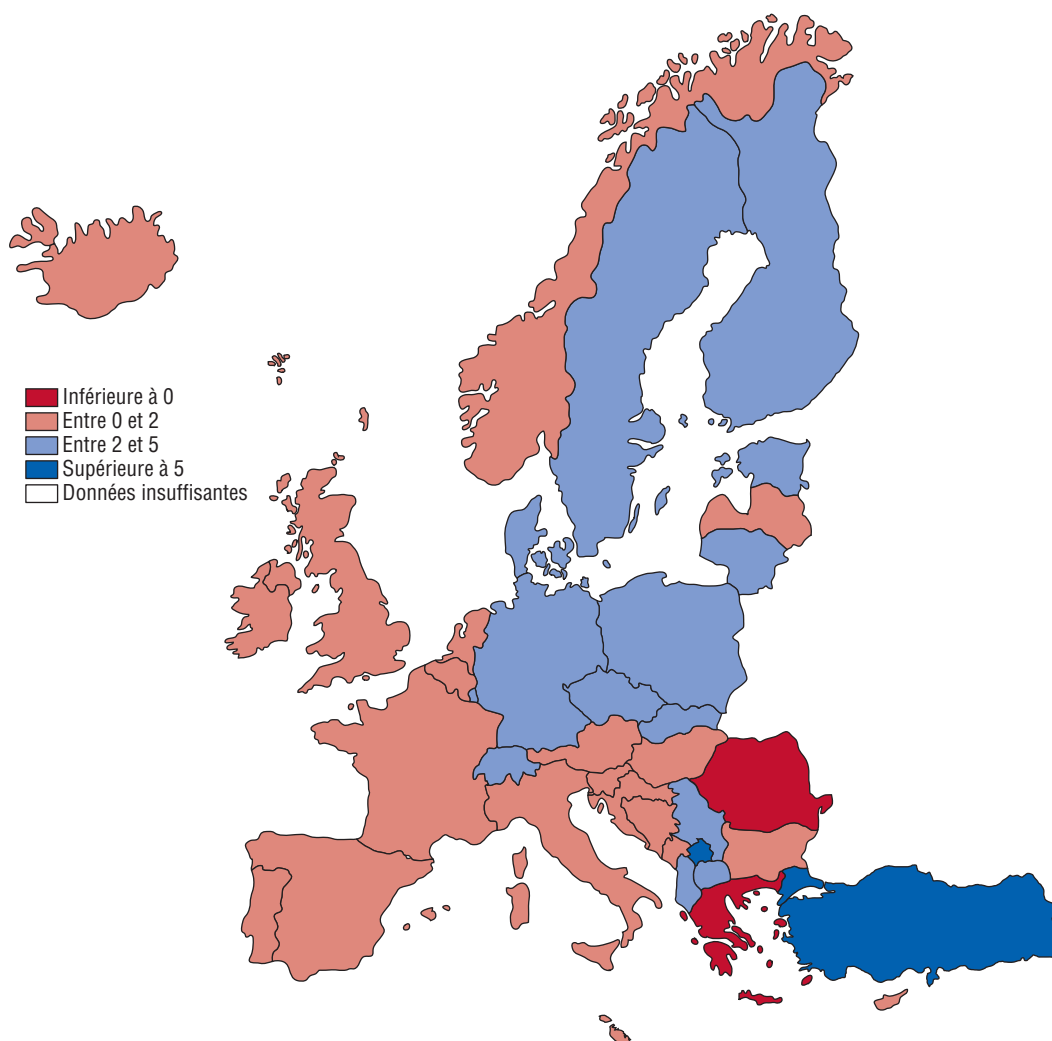 Inférieure à 0
Entre 0 et 2
Entre 2 et 5
Supérieure à 5
Données insuffisantes